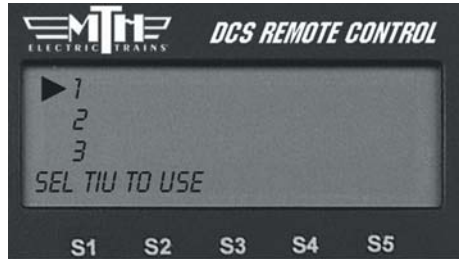 MTH
ELECTRIC TRAINS
DCS REMOTE CONTROL
1
2
3
SEL TIU TO USE
S1 S2 S3 S4 S5